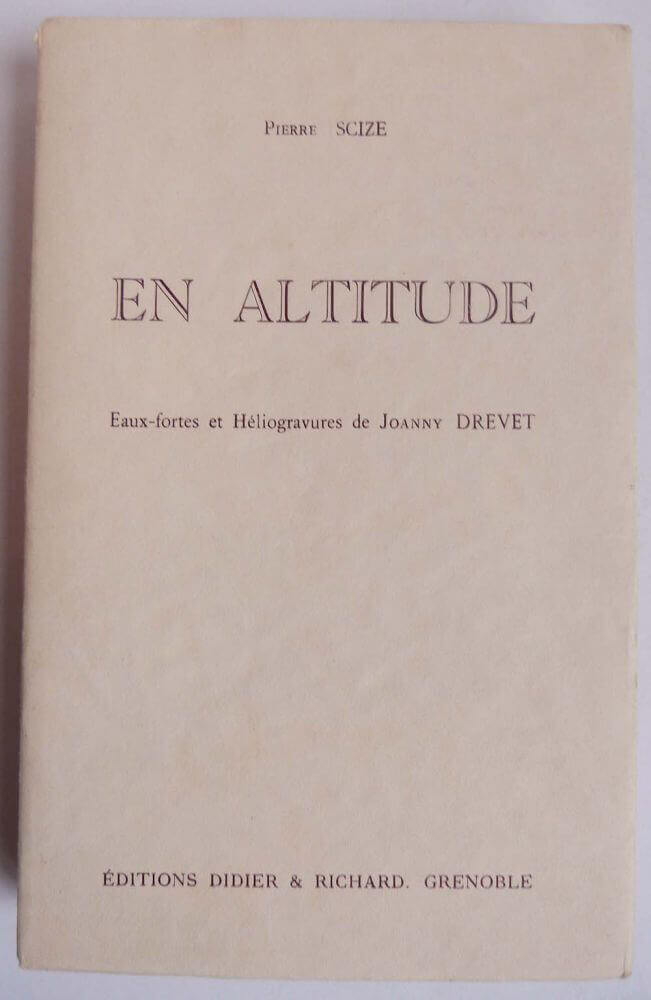 Pierre SCIZE
EN ALTITUDE
Eaux-fortes et Héliogravures de Joanny DREVET
ÉDITIONS DIDIER & RICHARD. GRENOBLE